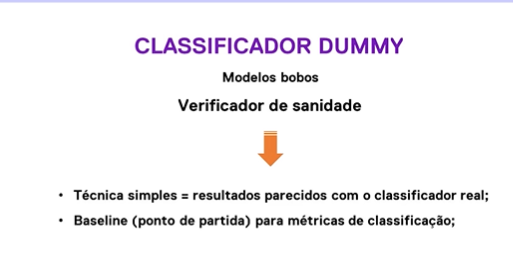 CLASSIFICADOR DUMMY
Modelos bobos
Verificador de sanidade
• Técnica simples = resultados parecidos com o classificador real;
• Baseline (ponto de partida) para métricas de classificação;